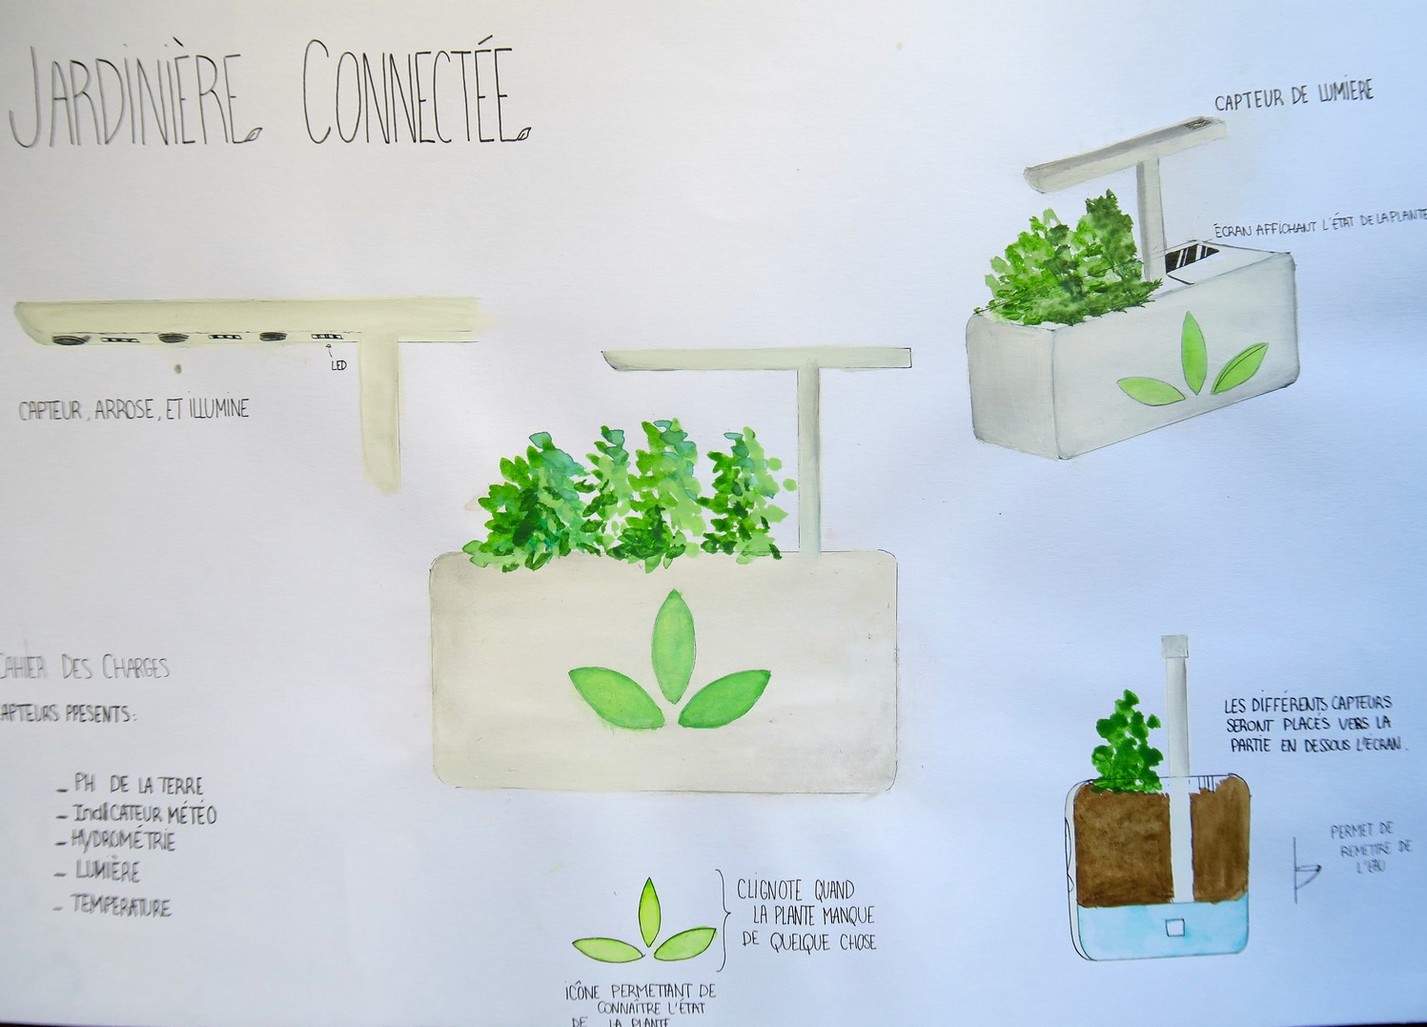 JARDINIÈRE CONNECTÉE
CAPTEUR DE LUMIERE
ÉCRAN AFFICHANT L'ÉTAT DE LA PLANTE
LED
CAPTEUR, ARROSE, ET ILLUMINE
CAHIER DES CHARGES
CAPTEURS PRESENTS:
- PH DE LA TERRE
- IndICATEUR MÉTÉO
- HYDROMÉTRIE
- LUMIÈRE
- TEMPERATURE
LES DIFFÉRENTS CAPTEURS
SERONT PLACÉS VERS LA
PARTIE EN DESSOUS L'ÉCRAN.
PERMET DE
REMETTRE DE
L'EAU
CLIGNOTE QUAND
LA PLANTE MANQUE
DE QUELQUE CHOSE
ICÔNE PERMETTANT DE
CONNAÎTRE L'ÉTAT
DE LA PLANTE